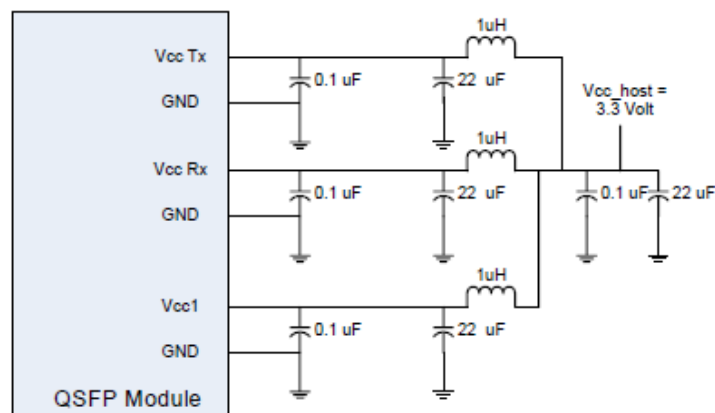 1uH
Vcc Tx
0.1 uF
22 uF
GND
Vcc_host =
3.3 Volt
1uH
Vcc Rx
0.1 uF
22 uF
0.1 uF
22 uF
GND
1uH
Vcc1
0.1 uF
22 uF
GND
QSFP Module